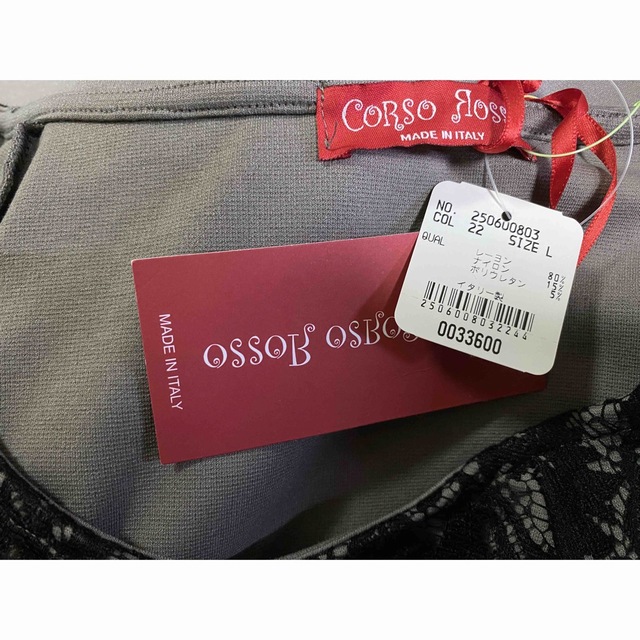 CORSO ROSS
MADE IN ITALY
NO. 250600803
COL 22 SIZE L
QUAL
レーヨン 80%
ナイロン 15%
ポリウレタン 5%
イタリー製
2506008032244
0033600
CORSO ROSSO
MADE IN ITALY